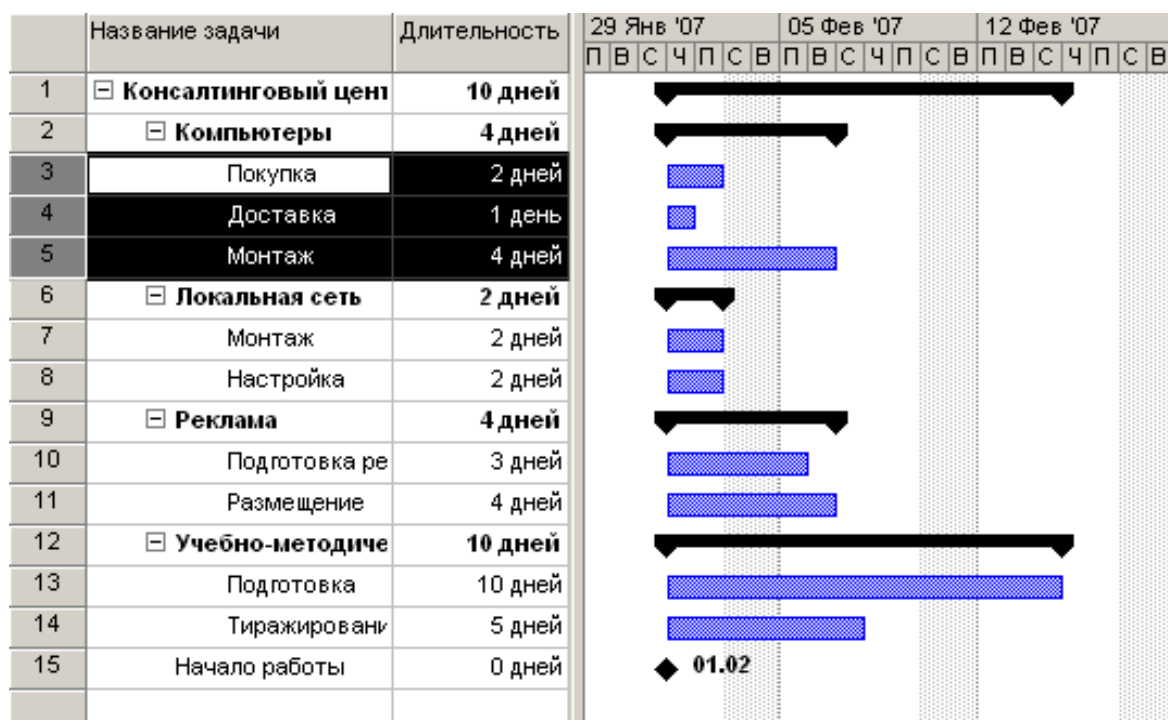 Название задачи Длительность 29 Янв '07 05 Фев '07 12 Фев '07
П В С Ч П С В П В С Ч П С В П В С Ч П С В
1 Консалтинговый цент 10 дней
2 Компьютеры 4 дней
3 Покупка 2 дней
4 Доставка 1 день
5 Монтаж 4 дней
6 Локальная сеть 2 дней
7 Монтаж 2 дней
8 Настройка 2 дней
9 Реклама 4 дней
10 Подготовка ре 3 дней
11 Размещение 4 дней
12 Учебно-методиче 10 дней
13 Подготовка 10 дней
14 Тиражировани 5 дней
15 Начало работы 0 дней 01.02